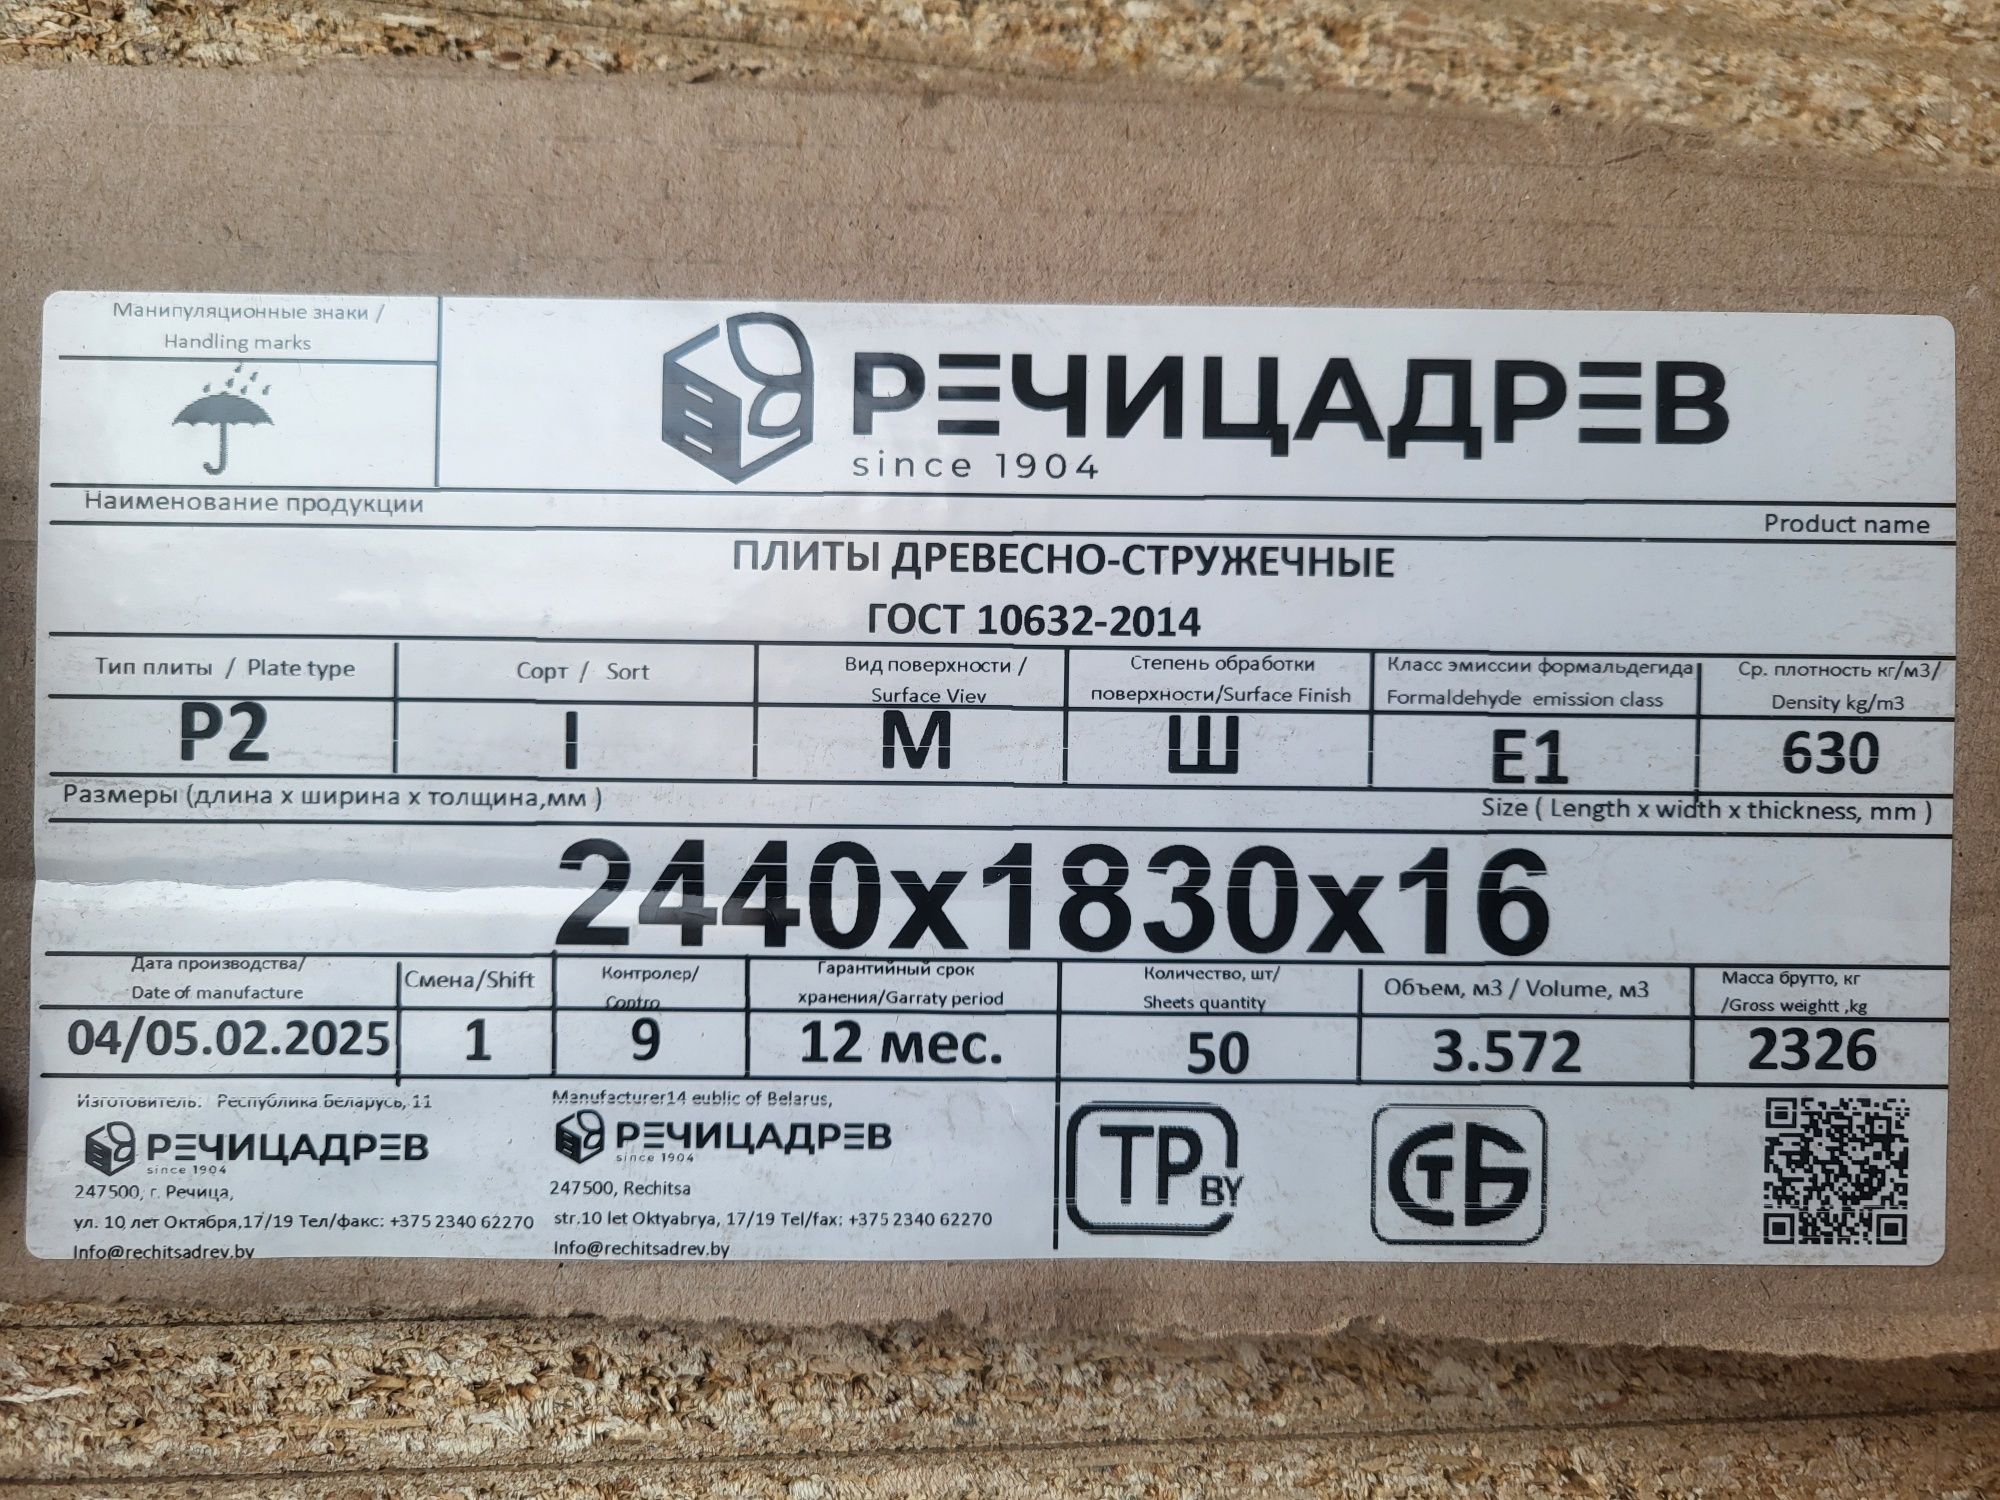 Манипуляционные знаки /
Handling marks
РЕЧИЦАДРЕВ
since 1904
Наименование продукции
Product name
ПЛИТЫ ДРЕВЕСНО-СТРУЖЕЧНЫЕ
ГОСТ 10632-2014
Тип плиты / Plate type
Сорт / Sort
Вид поверхности /
Surface Viev
Степень обработки
поверхности/Surface Finish
Класс эмиссии формальдегида
Formaldehyde emission class
Ср. плотность кг/м3/
Density kg/m3
P2
I
М
Ш
E1
630
Размеры (длина х ширина х толщина,мм )
Size ( Length x width x thickness, mm )
2440x1830x16
Дата производства/
Date of manufacture
Смена/Shift
Контролер/
Contro
Гарантийный срок
хранения/Garraty period
Количество, шт/
Sheets quantity
Объем, м3 / Volume, м3
Масса брутто, кг
/Gross weightt ,kg
04/05.02.2025
1
9
12 мес.
50
3.572
2326
Изготовитель: Республика Беларусь, 11
РЕЧИЦАДРЕВ
since 1904
247500, г. Речица,
ул. 10 лет Октября,17/19 Тел/факс: +375 2340 62270
Info@rechitsadrev.by
Manufacturer14 eublic of Belarus,
РЕЧИЦАДРЕВ
since 1904
247500, Rechitsa
str.10 let Oktyabrya, 17/19 Tel/fax: +375 2340 62270
Info@rechitsadrev.by
ТР BY
СТБ